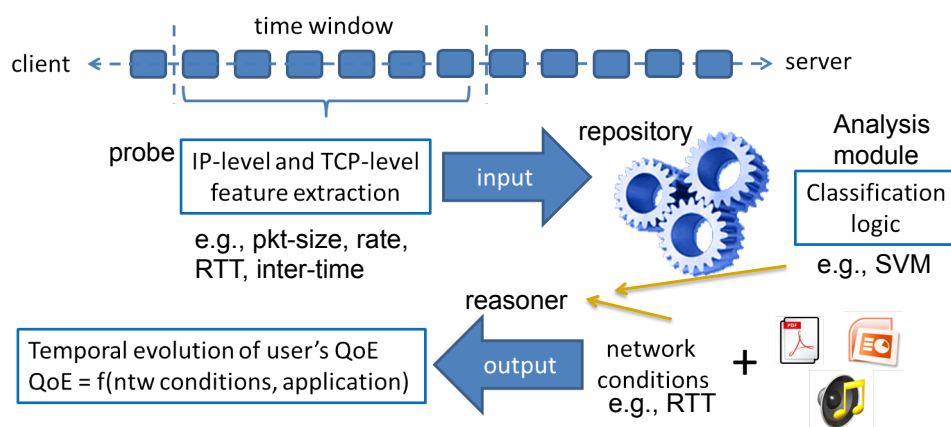 time window
client
server
probe
IP-level and TCP-level
feature extraction
e.g., pkt-size, rate,
RTT, inter-time
input
repository
Analysis
module
Classification
logic
e.g., SVM
reasoner
Temporal evolution of user's QoE
QoE = f(ntw conditions, application)
output
network
conditions
e.g., RTT
+
PDF